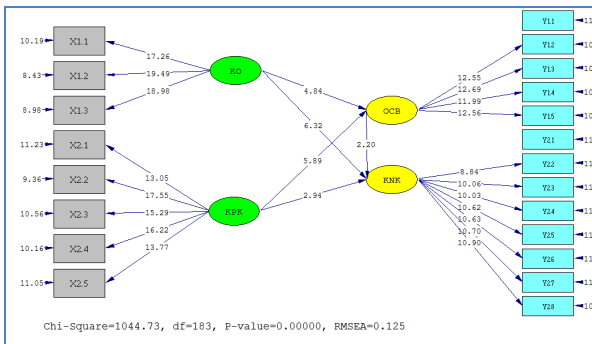 10.19
X1.1
8.43
X1.2
8.98
X1.3
11.23
X2.1
9.36
X2.2
10.56
X2.3
10.16
X2.4
11.05
X2.5
17.26
19.49
18.98
13.05
17.55
15.29
16.22
13.77
KO
KPK
4.84
6.32
5.89
2.94
2.20
OCB
KNK
12.55
12.69
11.99
12.56
8.84
10.06
10.03
10.62
10.63
10.70
10.90
Y11
Y12
Y13
Y14
Y15
Y21
Y22
Y23
Y24
Y25
Y26
Y27
Y28
Chi-Square=1044.73, df=183, P-value=0.00000, RMSEA=0.125